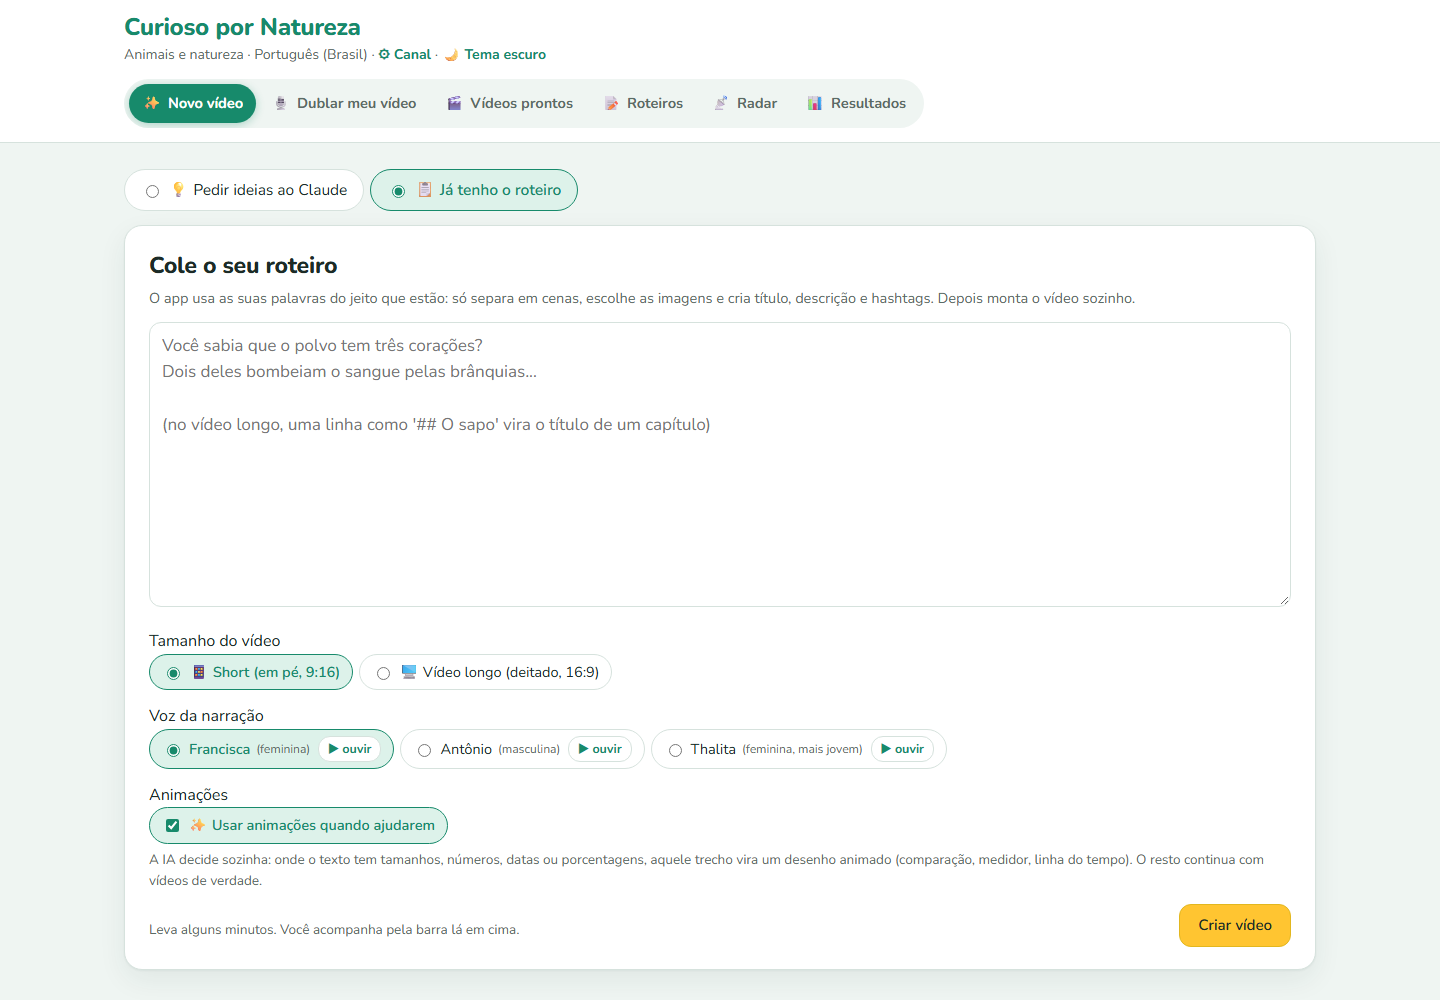 Curioso por Natureza
Animais e natureza · Português (Brasil) · ⚙ Canal · 🌙 Tema escuro
✨ Novo vídeo
Dublar meu vídeo
Vídeos prontos
Roteiros
Radar
Resultados
Pedir ideias ao Claude
Já tenho o roteiro
Cole o seu roteiro
O app usa as suas palavras do jeito que estão: só separa em cenas, escolhe as imagens e cria título, descrição e hashtags. Depois monta o vídeo sozinho.
Você sabia que o polvo tem três corações?
Dois deles bombeiam o sangue pelas brânquias...
(no vídeo longo, uma linha como '## O sapo' vira o título de um capítulo)
Tamanho do vídeo
Short (em pé, 9:16)
Vídeo longo (deitado, 16:9)
Voz da narração
Francisca (feminina) ▶ ouvir
Antônio (masculina) ▶ ouvir
Thalita (feminina, mais jovem) ▶ ouvir
Animações
✨ Usar animações quando ajudarem
A IA decide sozinha: onde o texto tem tamanhos, números, datas ou porcentagens, aquele trecho vira um desenho animado (comparação, medidor, linha do tempo). O resto continua com
vídeos de verdade.
Leva alguns minutos. Você acompanha pela barra lá em cima.
Criar vídeo